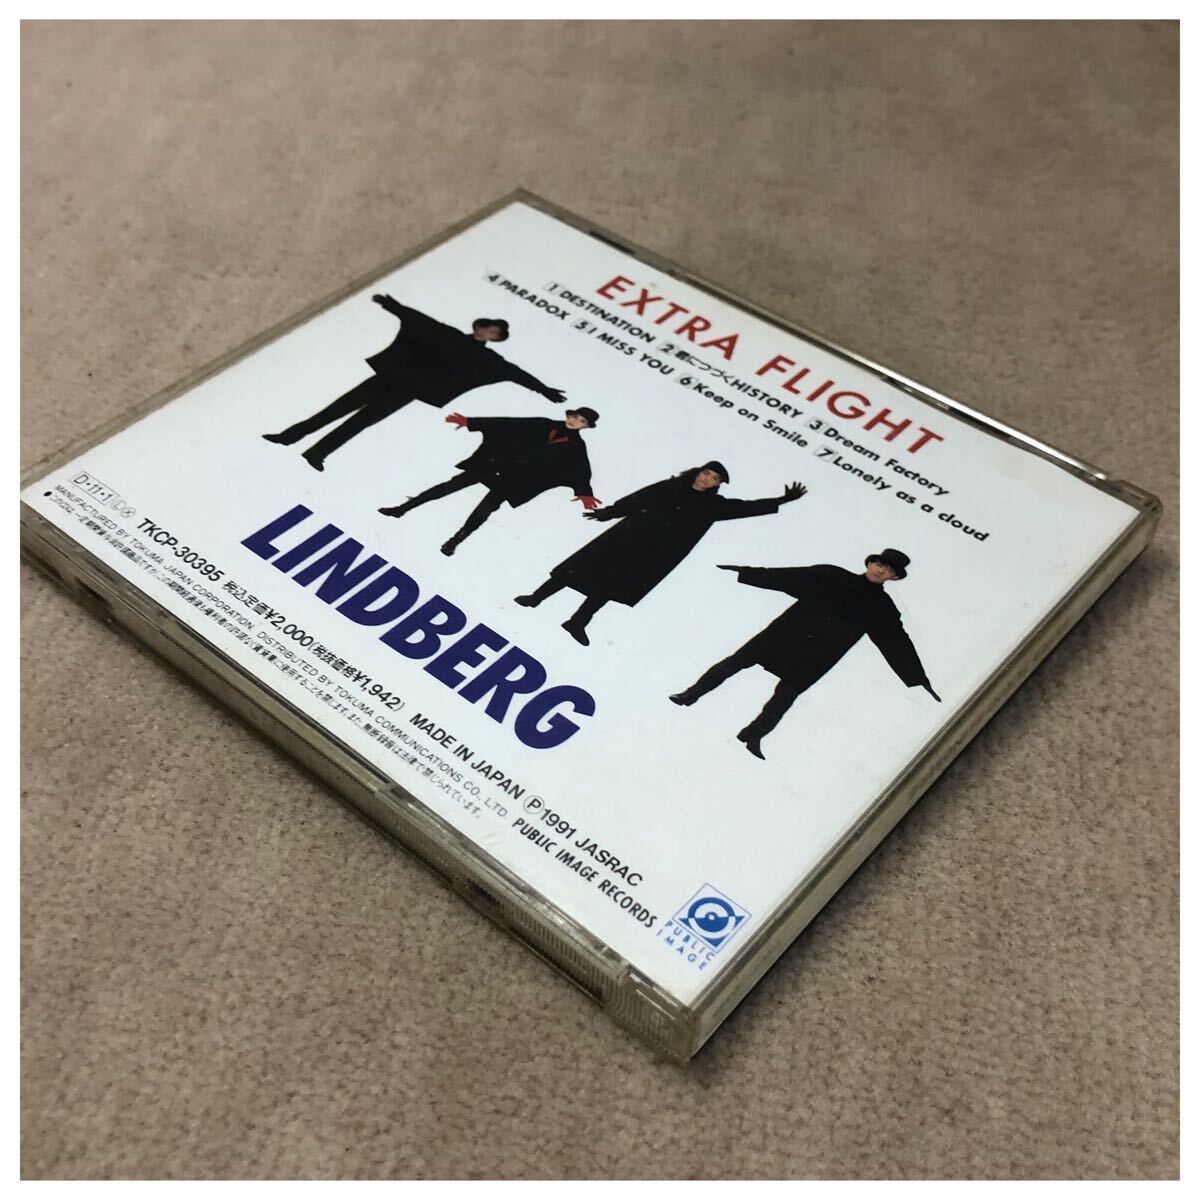 EXTRA FLIGHT
1 DESTINATION 2 君につづくHISTORY 3 Dream Factory
4 PARADOX 5 I MISS YOU 6 Keep on Smile 7 Lonely as a cloud
LINDBERG
D・11・1
TKCP-30395 税込定価¥2,000(税抜価格¥1,942) MADE IN JAPAN Ⓟ1991 JASRAC
MANUFACTURED BY TOKUMA JAPAN CORPORATION. DISTRIBUTED BY TOKUMA COMMUNICATIONS CO., LTD. PUBLIC IMAGE RECORDS
PUBLIC
IMAGE